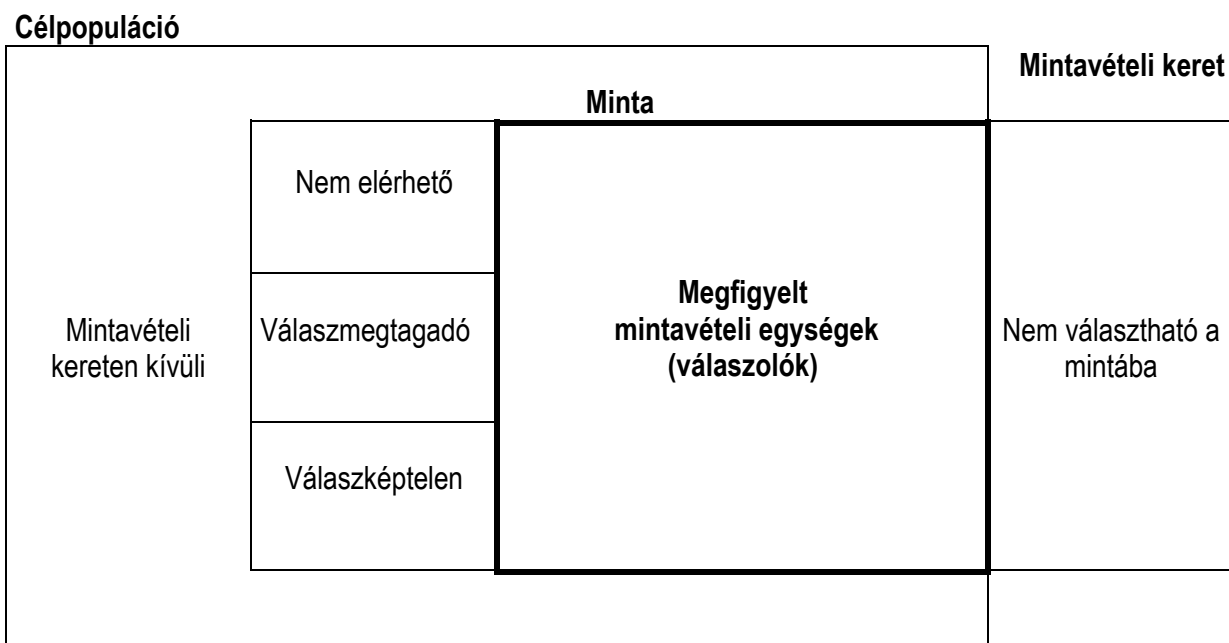 Célpopuláció
Mintavételi keret
Minta
Nem elérhető
Válaszmegtagadó
Válaszképtelen
Mintavételi
kereten kívüli
Megfigyelt
mintavételi egységek
(válaszolók)
Nem választható a
mintába